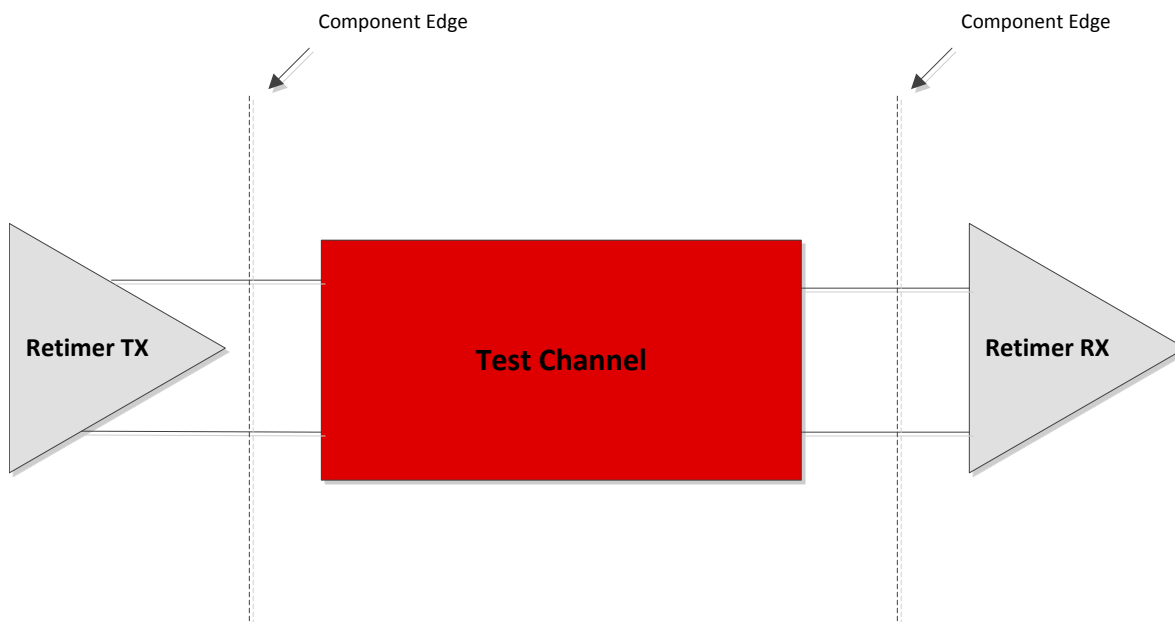 Component Edge
Component Edge
Retimer TX
Test Channel
Retimer RX